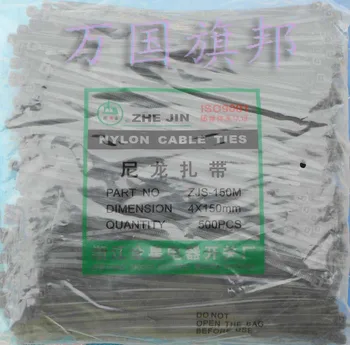 万国旗邦
ZHE JIN
ISO9001
NYLON CABLE TIES
尼龙扎带
PART NO ZJS-150M
DIMENSION 4X150mm
QUANTITY 500PCS
DO NOT
OPEN THE BAG
BEFORE USE